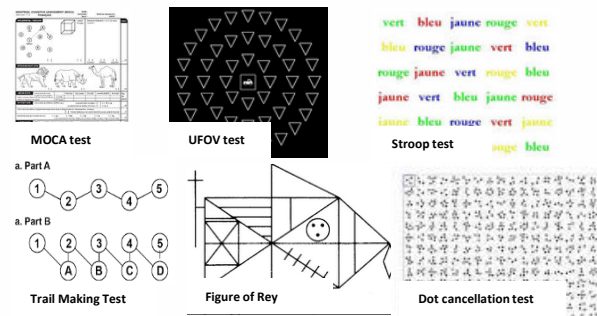 MOCA test
UFOV test
vert bleu jaune rouge vert
bleu rouge jaune vert bleu
rouge jaune vert rouge bleu
jaune vert bleu jaune rouge
jaune bleu rouge vert jaune
bleu
Stroop test
a. Part A
1 2 3 4 5
a. Part B
1 2 3 4 5
A B C D
Trail Making Test
Figure of Rey
Dot cancellation test